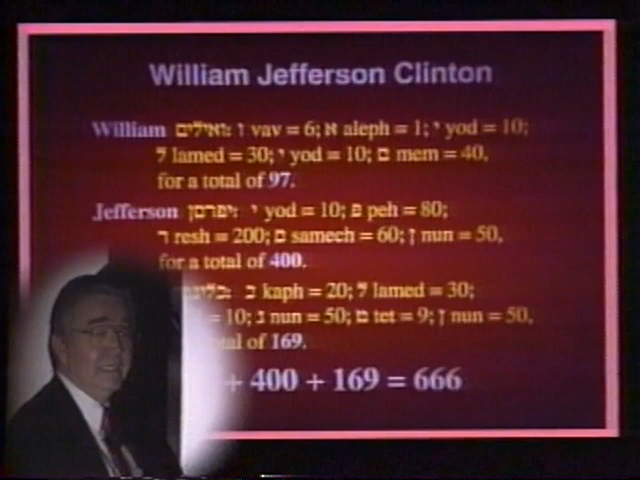 William Jefferson Clinton
William ויאלים: ו vav = 6; א aleph = 1; י yod = 10;
ל lamed = 30; י yod = 10; מ mem = 40,
for a total of 97.
Jefferson יפרסן: י yod = 10; פ peh = 80;
ר resh = 200; ס samech = 60; ן nun = 50,
for a total of 400.
כ kaph = 20; ל lamed = 30;
= 10; נ nun = 50; ט tet = 9; ן nun = 50,
of 169.
+ 400 + 169 = 666